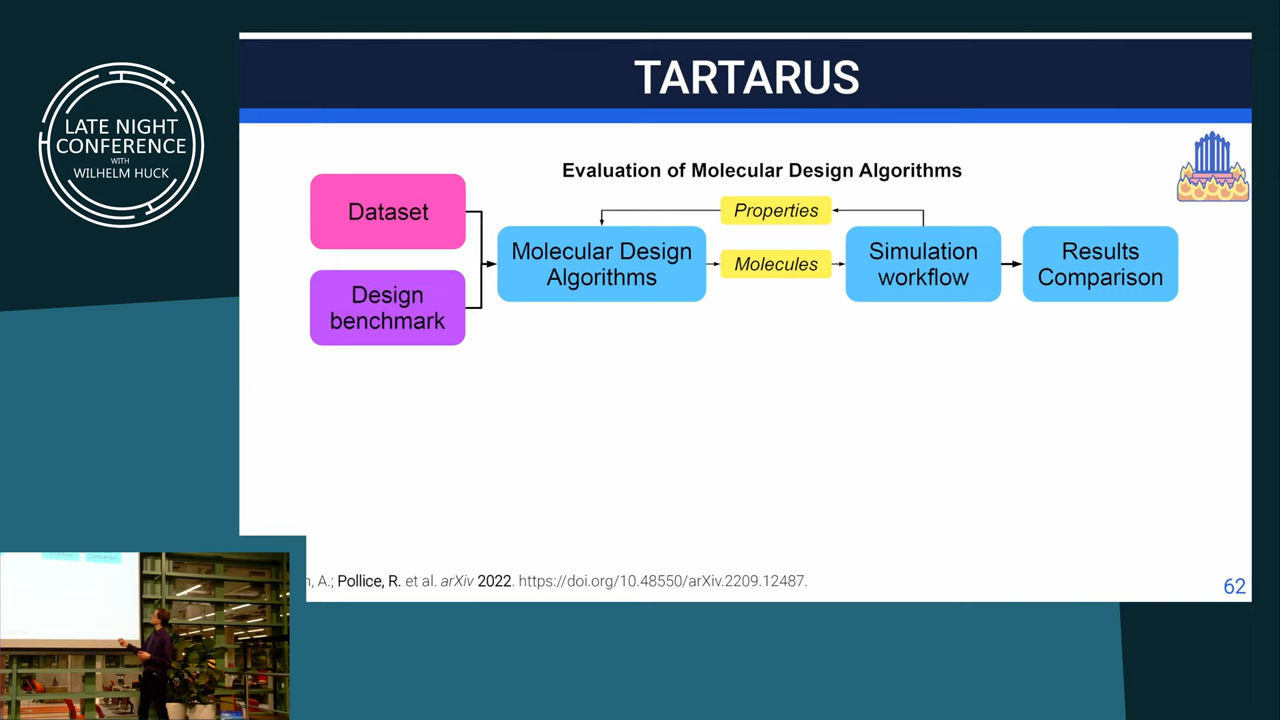 LATE NIGHT
CONFERENCE
WITH
WILHELM HUCK
TARTARUS
Evaluation of Molecular Design Algorithms
Dataset
Design
benchmark
Molecular Design
Algorithms
Properties
Molecules
Simulation
workflow
Results
Comparison
A.; Pollice, R. et al. arXiv 2022. https://doi.org/10.48550/arXiv.2209.12487.
62